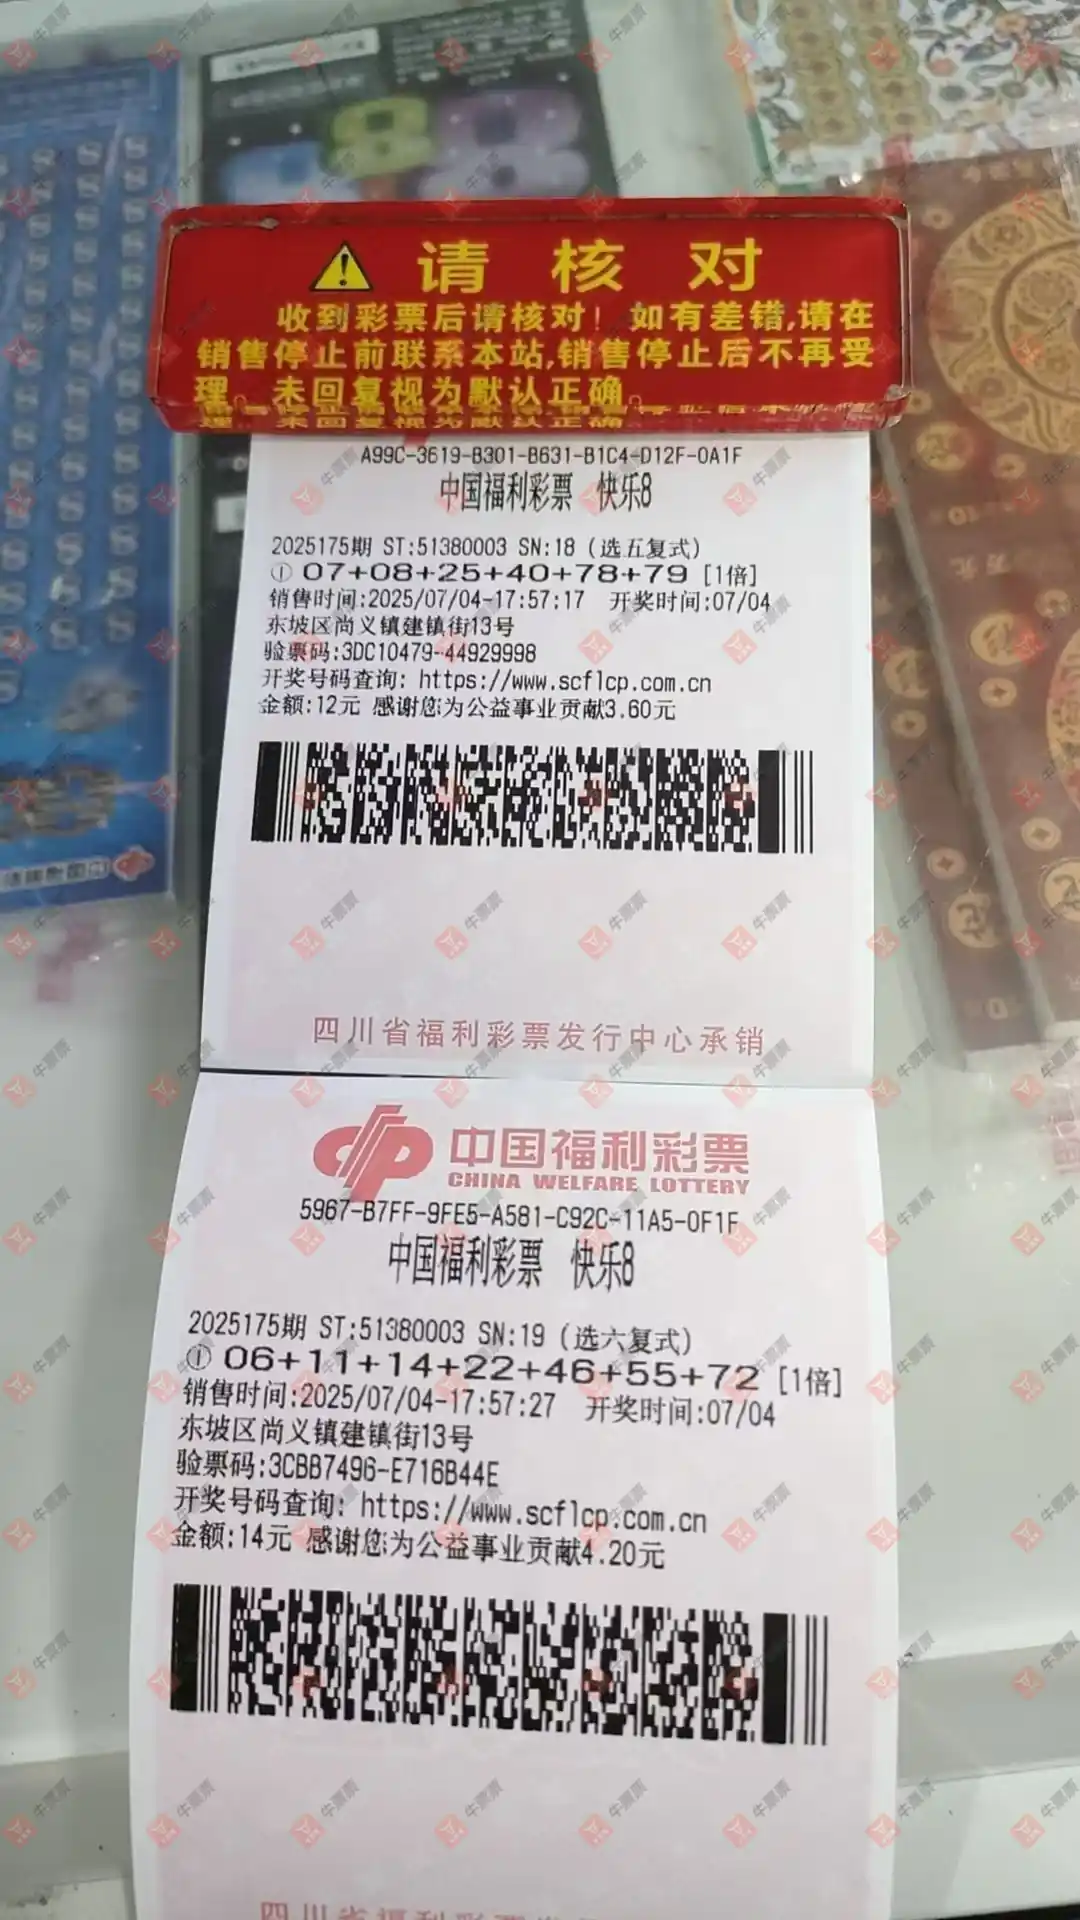 请核对
收到彩票后请核对！如有差错,请在
销售停止前联系本站,销售停止后不再受
理。未回复视为默认正确。
A99C-3619-B301-B631-B1C4-D12F-0A1F
中国福利彩票 快乐8
2025175期 ST:51380003 SN:18 (选五复式)
① 07+08+25+40+78+79 [1倍]
销售时间:2025/07/04-17:57:17 开奖时间:07/04
东坡区尚义镇建镇街13号
验票码:3DC10479-44929998
开奖号码查询: https://www.scflcp.com.cn
金额:12元 感谢您为公益事业贡献3.60元
四川省福利彩票发行中心承销
中国福利彩票
CHINA WELFARE LOTTERY
5967-B7FF-9FE5-A581-C92C-11A5-0F1F
中国福利彩票 快乐8
2025175期 ST:51380003 SN:19 (选六复式)
① 06+11+14+22+46+55+72 [1倍]
销售时间:2025/07/04-17:57:27 开奖时间:07/04
东坡区尚义镇建镇街13号
验票码:3CBB7496-E716B44E
开奖号码查询: https://www.scflcp.com.cn
金额:14元 感谢您为公益事业贡献4.20元
四川省福利彩票发
牛票票